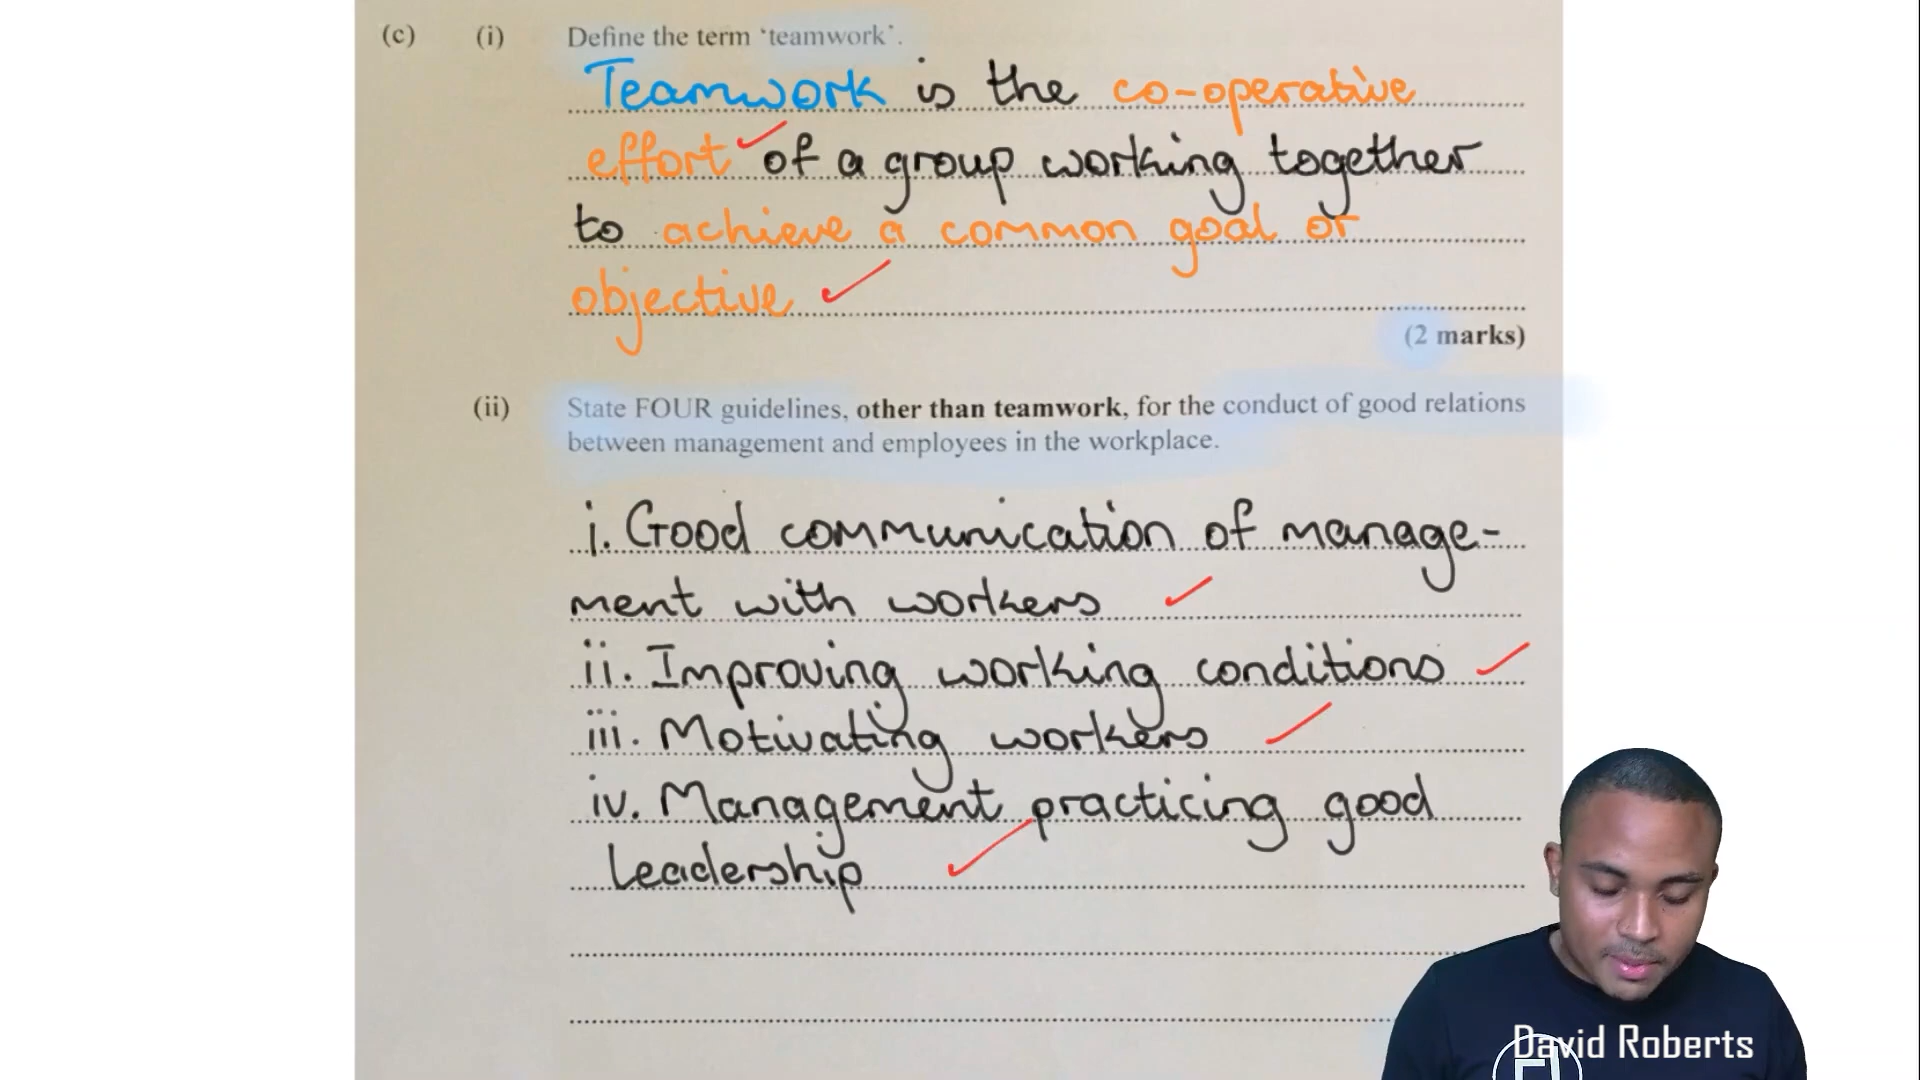 (c) (i) Define the term ‘teamwork’.
Teamwork is the co-operative
effort of a group working together
to achieve a common goal or
objective
(2 marks)
(ii) State FOUR guidelines, other than teamwork, for the conduct of good relations
between management and employees in the workplace.
i. Good communication of manage-
ment with workers
ii. Improving working conditions
iii. Motivating workers
iv. Management practicing good
leadership
David Roberts